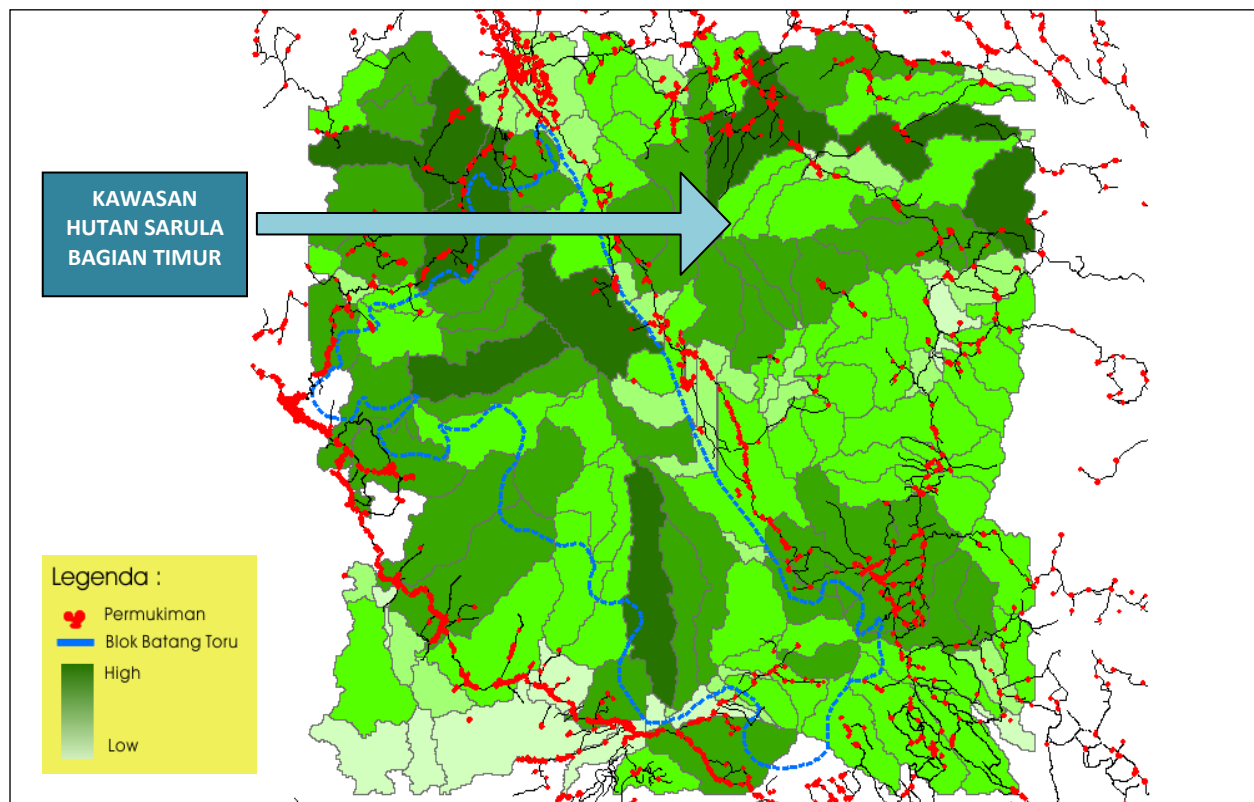 KAWASAN
HUTAN SARULA
BAGIAN TIMUR
Legenda :
Permukiman
Blok Batang Toru
High
Low